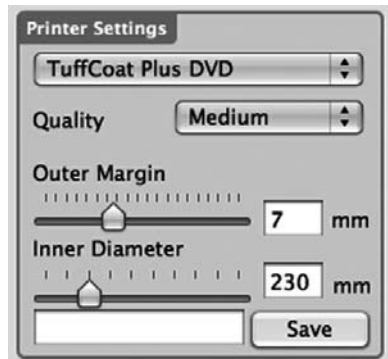 Printer Settings
TuffCoat Plus DVD
Quality Medium
Outer Margin
7 mm
Inner Diameter
230 mm
Save